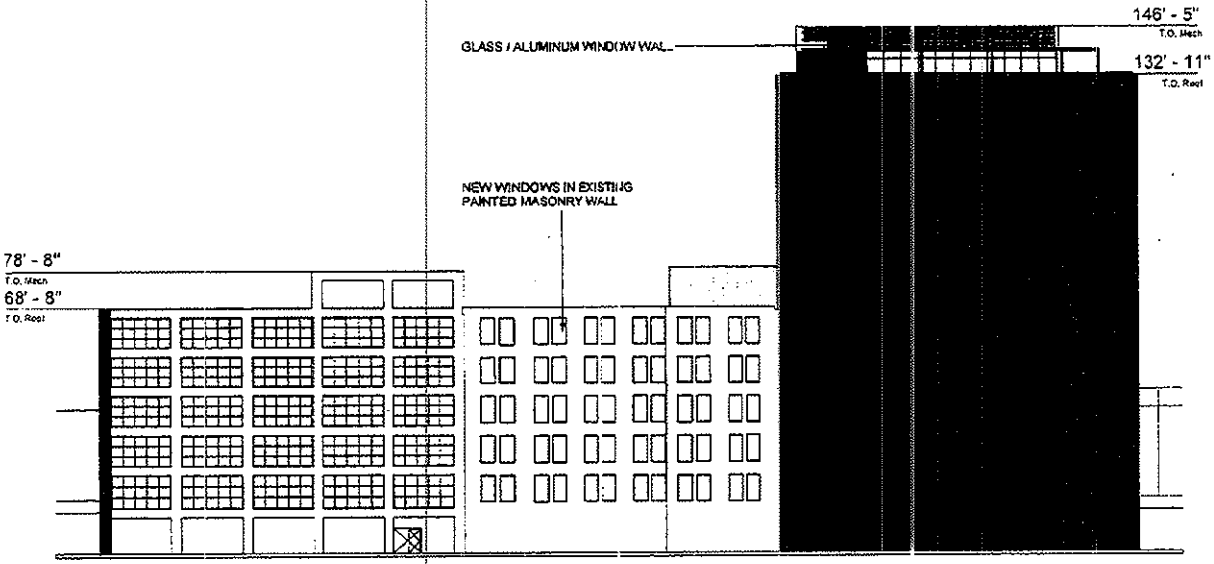 146' - 5"
T.O. Mech
GLASS / ALUMINUM WINDOW WALL
132' - 11"
T.O. Roof
NEW WINDOWS IN EXISTING
PAINTED MASONRY WALL
78' - 8"
T.O. Mech
68' - 8"
T.O. Roof